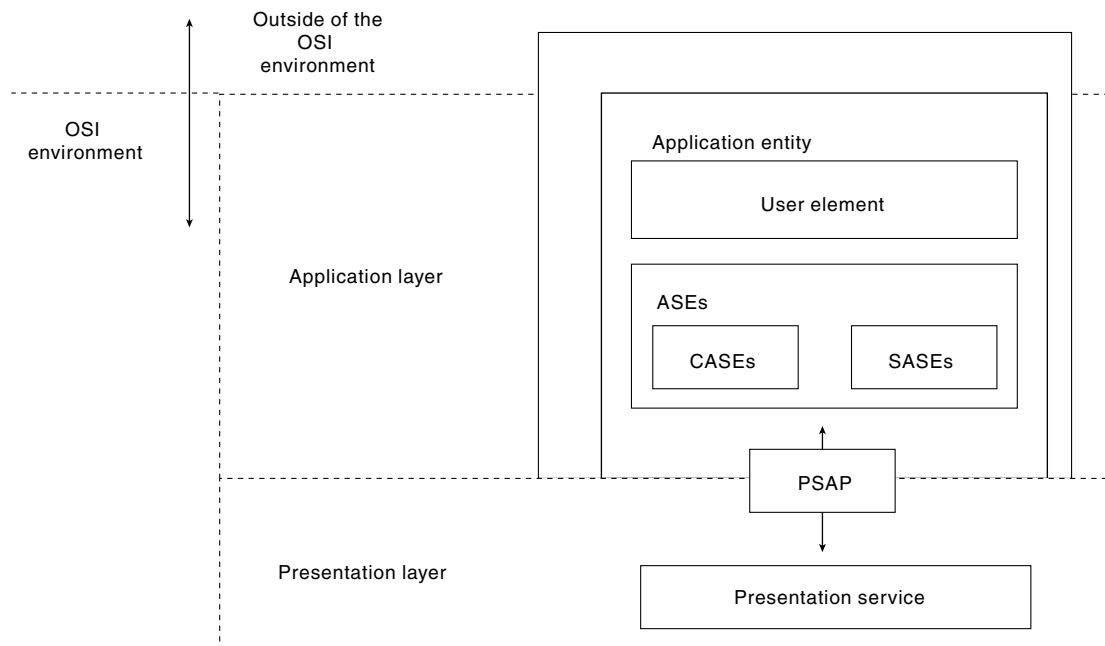 Outside of the
OSI
environment
OSI
environment
Application entity
User element
Application layer
ASEs
CASEs
SASEs
PSAP
Presentation layer
Presentation service